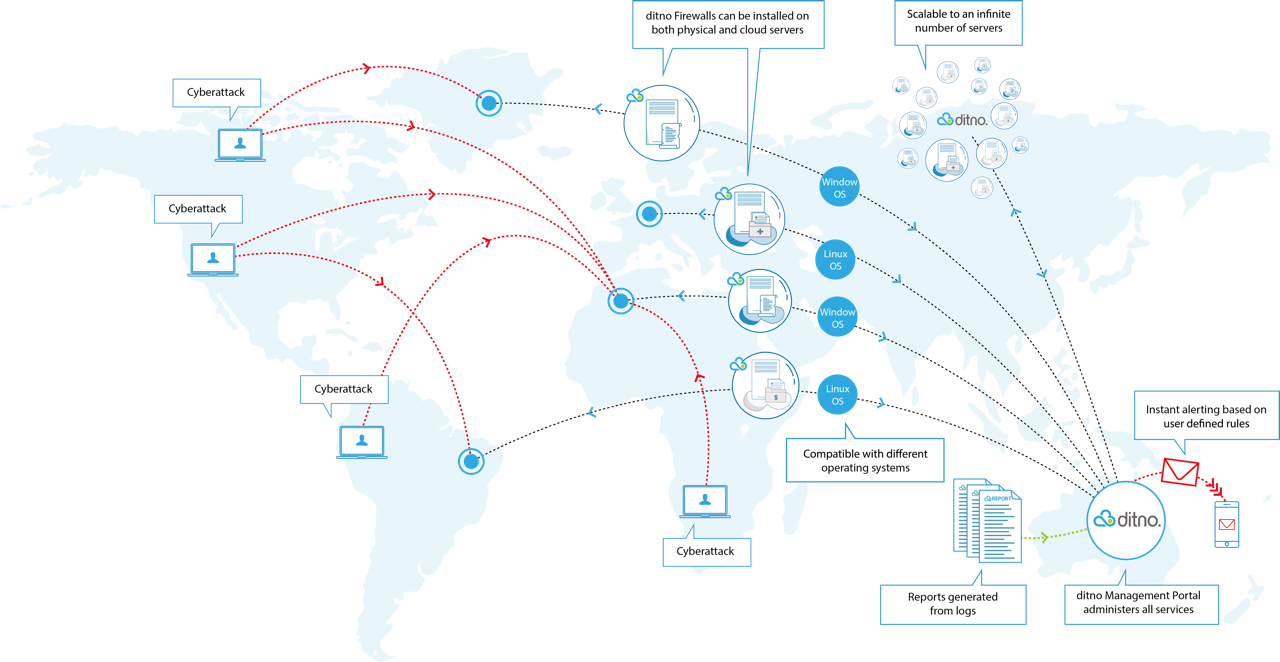 ditno Firewalls can be installed on
both physical and cloud servers
Scalable to an infinite
number of servers
Cyberattack
ditno.
Window
OS
Cyberattack
Linux
OS
Window
OS
Cyberattack
Linux
OS
Instant alerting based on
user defined rules
Compatible with different
operating systems
REPORT
ditno.
Cyberattack
Reports generated
from logs
ditno Management Portal
administers all services